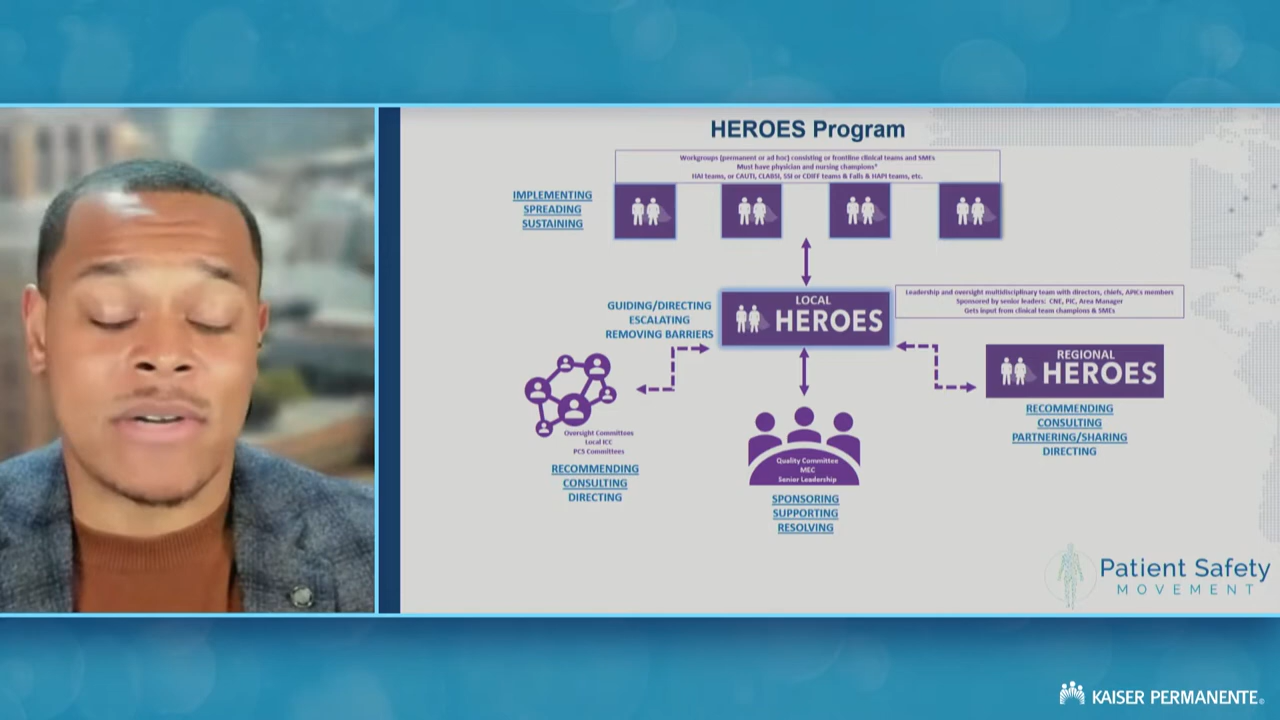 HEROES Program
Workgroups (permanent or ad hoc) consisting or frontline clinical teams and SMEs
Must have physician and nursing champions*
HAI teams, or CAUTI, CLABSI, SSI or CDIFF teams & Falls & HAPI teams, etc.
IMPLEMENTING
SPREADING
SUSTAINING
GUIDING/DIRECTING
ESCALATING
REMOVING BARRIERS
LOCAL
HEROES
Leadership and oversight multidisciplinary team with directors, chiefs, APICs members
Sponsored by senior leaders: CNE, PIC, Area Manager
Gets input from clinical team champions & SMEs
REGIONAL
HEROES
RECOMMENDING
CONSULTING
PARTNERING/SHARING
DIRECTING
Oversight Committees
Local ICC
PCS Committees
RECOMMENDING
CONSULTING
DIRECTING
Quality Committee
MEC
Senior Leadership
SPONSORING
SUPPORTING
RESOLVING
Patient Safety
MOVEMENT
KAISER PERMANENTE®